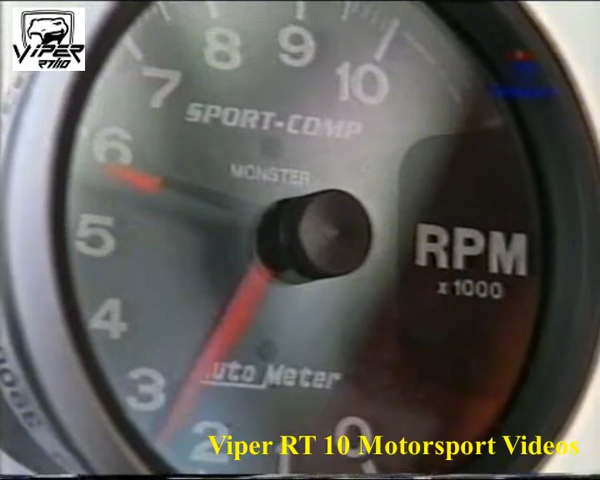 VIPER
RT/10
10
9
8
7
6
5
4
3
2
0
SPORT-COMP
MONSTER
RPM
x 1000
Auto Meter
Viper RT 10 Motorsport Videos